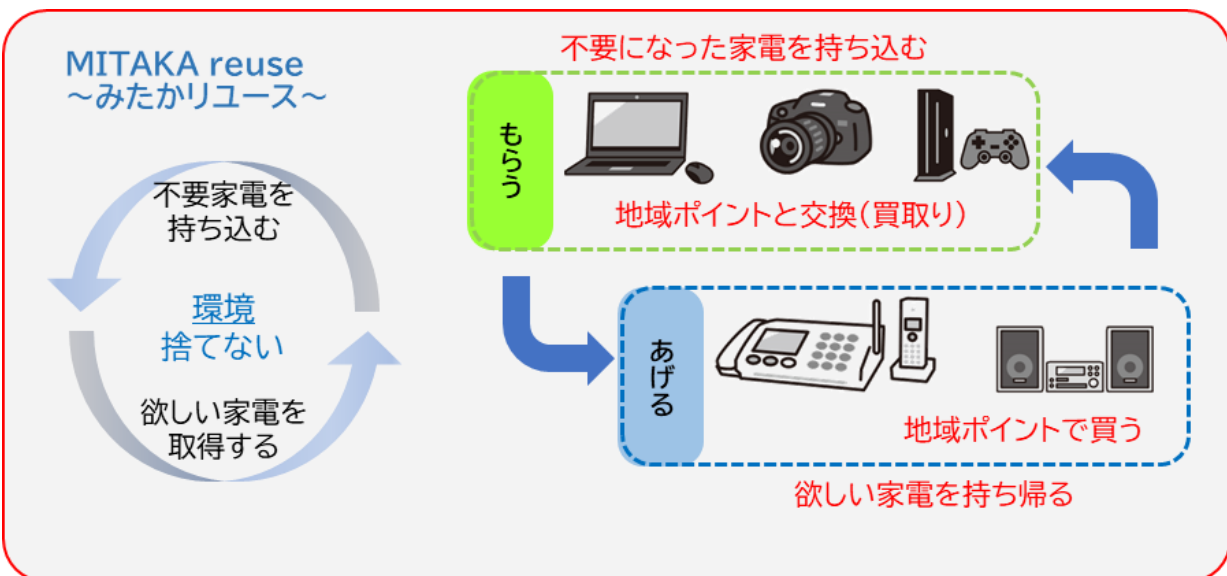 MITAKA reuse
～みたかリユース～
不要家電を
持ち込む
環境
捨てない
欲しい家電を
取得する
不要になった家電を持ち込む
もらう
地域ポイントと交換(買取り)
あげる
地域ポイントで買う
欲しい家電を持ち帰る